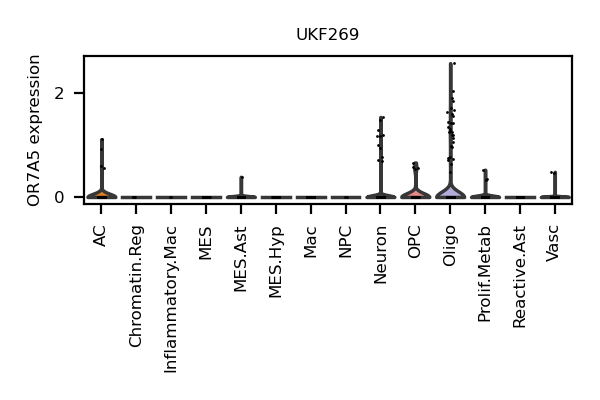 UKF269
OR7A5 expression
2
0
AC
Chromatin.Reg
Inflammatory.Mac
MES
MES.Ast
MES.Hyp
Mac
NPC
Neuron
OPC
Oligo
Prolif.Metab
Reactive.Ast
Vasc